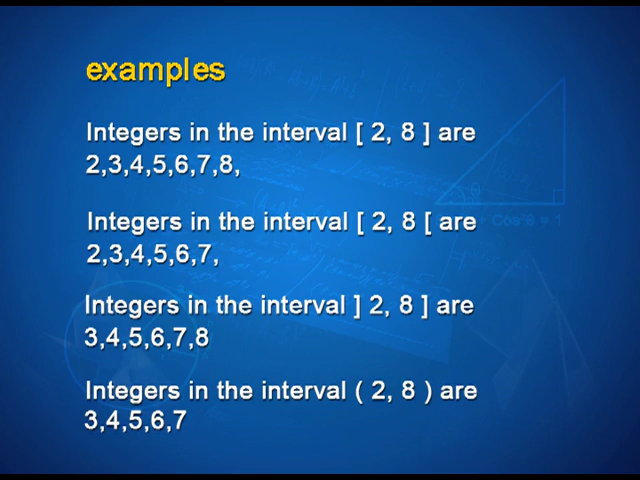 examples
Integers in the interval [ 2, 8 ] are
2,3,4,5,6,7,8,
Integers in the interval [ 2, 8 [ are
2,3,4,5,6,7,
Integers in the interval ] 2, 8 ] are
3,4,5,6,7,8
Integers in the interval ( 2, 8 ) are
3,4,5,6,7